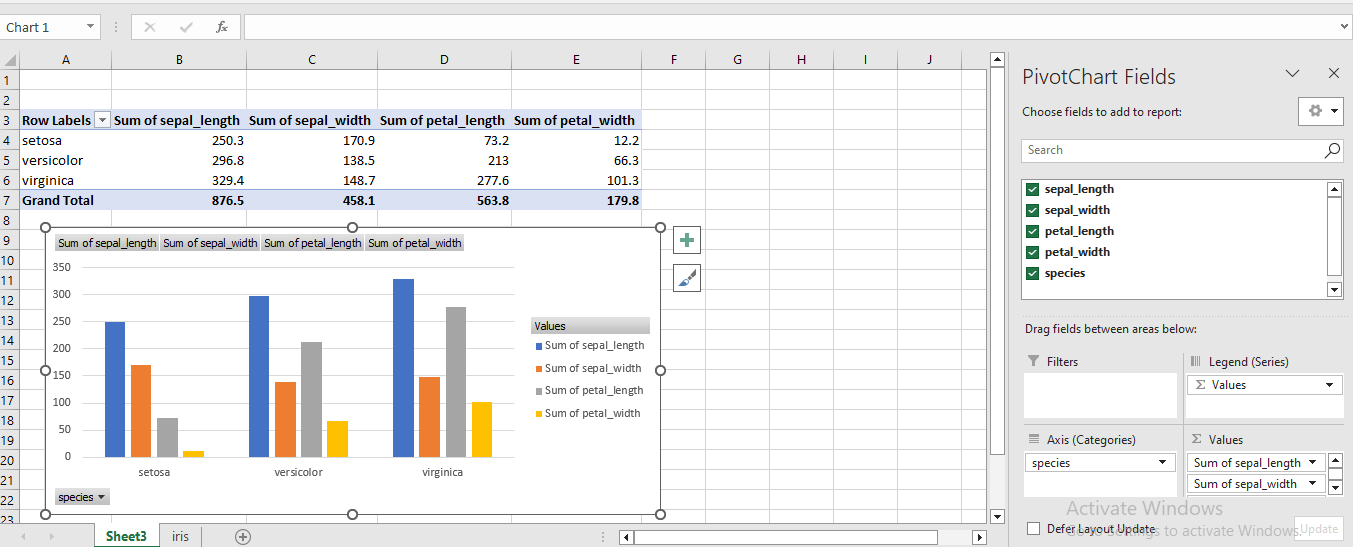 Chart 1
fx
A B C D E F G H I J
1
2
3 Row Labels Sum of sepal_length Sum of sepal_width Sum of petal_length Sum of petal_width
4 setosa 250.3 170.9 73.2 12.2
5 versicolor 296.8 138.5 213 66.3
6 virginica 329.4 148.7 277.6 101.3
7 Grand Total 876.5 458.1 563.8 179.8
8
9
10
11
12
13
14
15
16
17
18
19
20
21
22
23
Sum of sepal_length Sum of sepal_width Sum of petal_length Sum of petal_width
350
300
250
200
150
100
50
0
setosa versicolor virginica
Values
Sum of sepal_length
Sum of sepal_width
Sum of petal_length
Sum of petal_width
species
Sheet3 iris
PivotChart Fields
Choose fields to add to report:
Search
sepal_length
sepal_width
petal_length
petal_width
species
Drag fields between areas below:
Filters
Legend (Series)
Σ Values
Axis (Categories)
species
Σ Values
Sum of sepal_length
Sum of sepal_width
Activate Windows
Go to Settings to activate Windows.
Defer Layout Update
Update